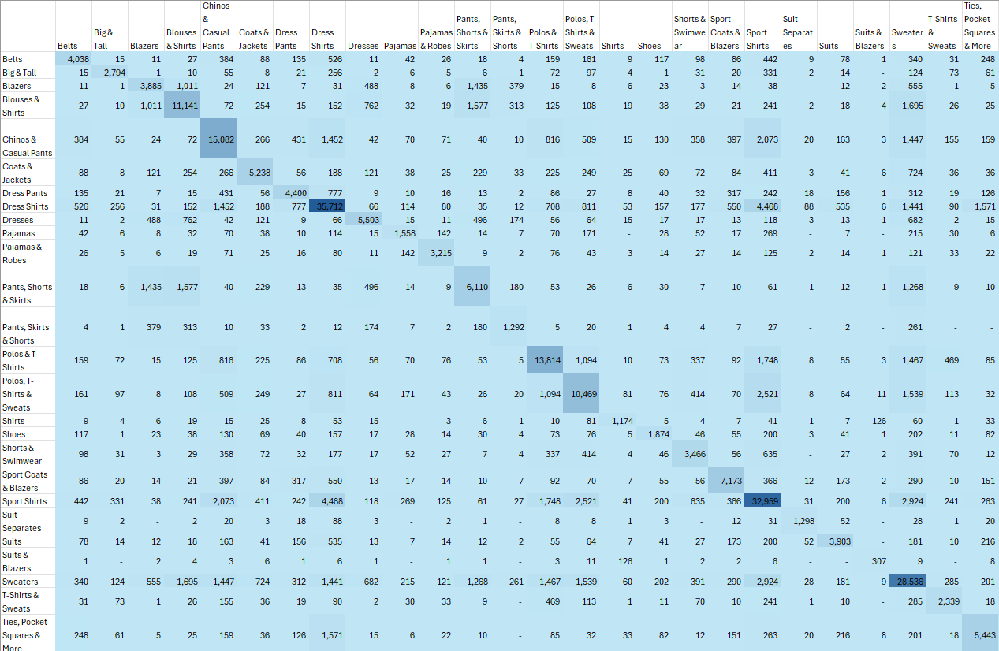 Chinos Ties,
& Pants, Pants, Polos, T- Shorts & Sport Suit T-Shirts Pocket
Big & Blouses Casual Coats & Dress Dress Pajamas Shorts & Skirts & Polos & Shirts & Swimwe Coats & Sport Separat Suits & Sweater & Squares
Belts Tall Blazers & Shirts Pants Jackets Pants Shirts Dresses Pajamas & Robes Skirts Shorts T-Shirts Sweats Shirts Shoes ar Blazers Shirts es Suits Blazers s Sweats & More
Belts 4,038 15 11 27 384 88 135 526 11 42 26 18 4 159 161 9 117 98 86 442 9 78 1 340 31 248
Big & Tall 15 2,794 1 10 55 8 21 256 2 6 5 6 1 72 97 4 1 31 20 331 2 14 - 124 73 61
Blazers 11 1 3,885 1,011 24 121 7 31 488 8 6 1,435 379 15 8 6 23 3 14 38 - 12 2 555 1 5
Blouses &
Shirts 27 10 1,011 11,141 72 254 15 152 762 32 19 1,577 313 125 108 19 38 29 21 241 2 18 4 1,695 26 25
Chinos &
Casual Pants 384 55 24 72 15,082 266 431 1,452 42 70 71 40 10 816 509 15 130 358 397 2,073 20 163 3 1,447 155 159
Coats &
Jackets 88 8 121 254 266 5,238 56 188 121 38 25 229 33 225 249 25 69 72 84 411 3 41 6 724 36 36
Dress Pants 135 21 7 15 431 56 4,400 777 9 10 16 13 2 86 27 8 40 32 317 242 18 156 1 312 19 126
Dress Shirts 526 256 31 152 1,452 188 777 35,712 66 114 80 35 12 708 811 53 157 177 550 4,468 88 535 6 1,441 90 1,571
Dresses 11 2 488 762 42 121 9 66 5,503 15 11 496 174 56 64 15 17 17 13 118 3 13 1 682 2 15
Pajamas 42 6 8 32 70 38 10 114 15 1,558 142 14 7 70 171 - 28 52 17 269 - 7 - 215 30 6
Pajamas &
Robes 26 5 6 19 71 25 16 80 11 142 3,215 9 2 76 43 3 14 27 14 125 2 14 1 121 33 22
Pants, Shorts
& Skirts 18 6 1,435 1,577 40 229 13 35 496 14 9 6,110 180 53 26 6 30 7 10 61 1 12 1 1,268 9 10
Pants, Skirts
& Shorts 4 1 379 313 10 33 2 12 174 7 2 180 1,292 5 20 1 4 4 7 27 - 2 - 261 - -
Polos & T-
Shirts 159 72 15 125 816 225 86 708 56 70 76 53 5 13,814 1,094 10 73 337 92 1,748 8 55 3 1,467 469 85
Polos, T-
Shirts &
Sweats 161 97 8 108 509 249 27 811 64 171 43 26 20 1,094 10,469 81 76 414 70 2,521 8 64 11 1,539 113 32
Shirts 9 4 6 19 15 25 8 53 15 - 3 6 1 10 81 1,174 5 4 7 41 1 7 126 60 1 33
Shoes 117 1 23 38 130 69 40 157 17 28 14 30 4 73 76 5 1,874 46 55 200 3 41 1 202 11 82
Shorts &
Swimwear 98 31 3 29 358 72 32 177 17 52 27 7 4 337 414 4 46 3,466 56 635 - 27 2 391 70 12
Sport Coats
& Blazers 86 20 14 21 397 84 317 550 13 17 14 10 7 92 70 7 55 56 7,173 366 12 173 2 290 10 151
Sport Shirts 442 331 38 241 2,073 411 242 4,468 118 269 125 61 27 1,748 2,521 41 200 635 366 32,959 31 200 6 2,924 241 263
Suit
Separates 9 2 - 2 20 3 18 88 3 - 2 1 - 8 8 1 3 - 12 31 1,298 52 - 28 1 20
Suits 78 14 12 18 163 41 156 535 13 7 14 12 2 55 64 7 41 27 173 200 52 3,903 - 181 10 216
Suits &
Blazers 1 - 2 4 3 6 1 6 1 - 1 1 - 3 11 126 1 2 2 6 - - 307 9 - 8
Sweaters 340 124 555 1,695 1,447 724 312 1,441 682 215 121 1,268 261 1,467 1,539 60 202 391 290 2,924 28 181 9 28,536 285 201
T-Shirts &
Sweats 31 73 1 26 155 36 19 90 2 30 33 9 - 469 113 1 11 70 10 241 1 10 - 285 2,339 18
Ties, Pocket
Squares &
More 248 61 5 25 159 36 126 1,571 15 6 22 10 - 85 32 33 82 12 151 263 20 216 8 201 18 5,443